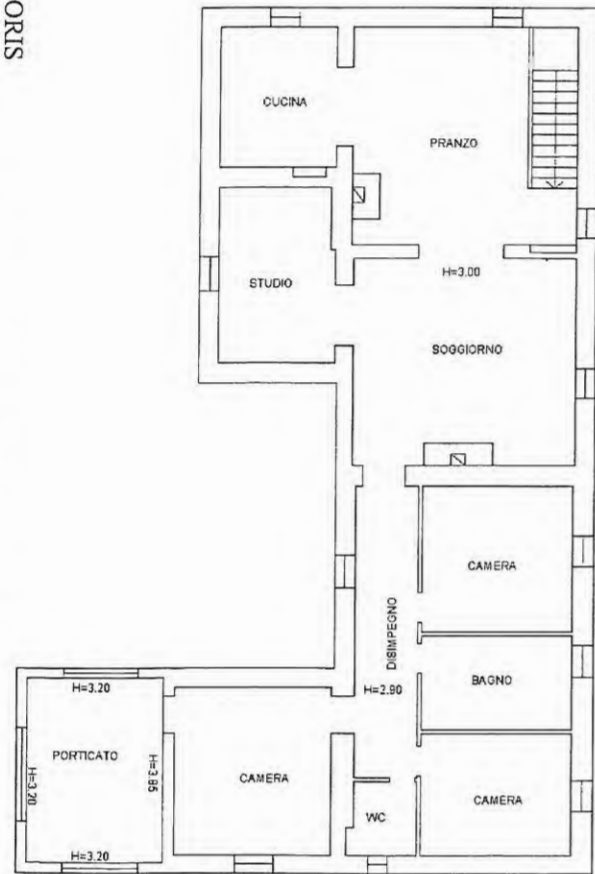 ORIS
CUCINA
PRANZO
STUDIO
H=3.00
SOGGIORNO
CAMERA
DISIMPEGNO
BAGNO
H=2.90
H=3.20
PORTICATO
H=3.20
H=3.85
CAMERA
WC
CAMERA
H=3.20